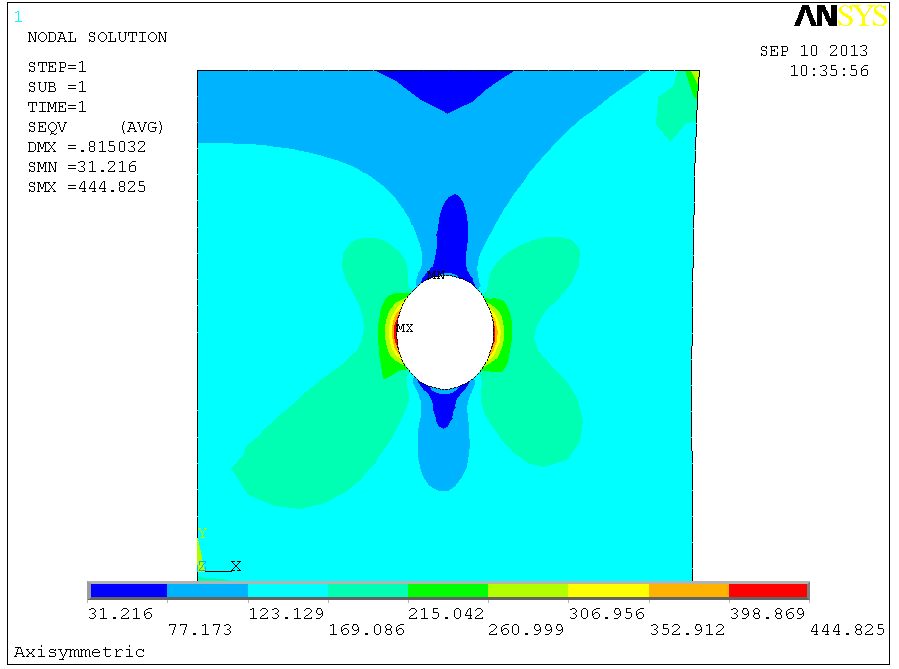 1
ANSYS
NODAL SOLUTION
SEP 10 2013
10:35:56
STEP=1
SUB =1
TIME=1
SEQV (AVG)
DMX =.815032
SMN =31.216
SMX =444.825
MN
MX
Y
Z X
31.216 123.129 215.042 306.956 398.869
77.173 169.086 260.999 352.912 444.825
Axisymmetric